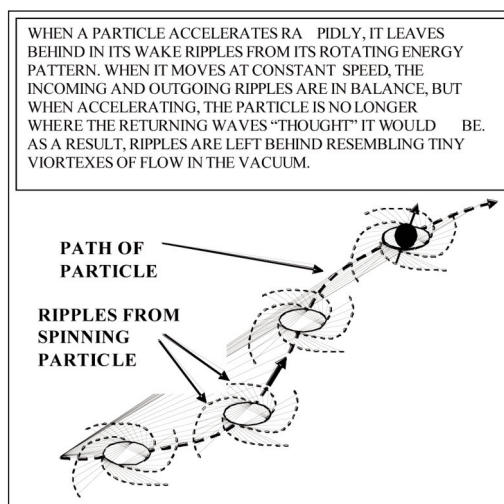 WHEN A PARTICLE ACCELERATES RA PIDLY, IT LEAVES
BEHIND IN ITS WAKE RIPPLES FROM ITS ROTATING ENERGY
PATTERN. WHEN IT MOVES AT CONSTANT SPEED, THE
INCOMING AND OUTGOING RIPPLES ARE IN BALANCE, BUT
WHEN ACCELERATING, THE PARTICLE IS NO LONGER
WHERE THE RETURNING WAVES “THOUGHT” IT WOULD BE.
AS A RESULT, RIPPLES ARE LEFT BEHIND RESEMBLING TINY
VIORTEXES OF FLOW IN THE VACUUM.
PATH OF
PARTICLE
RIPPLES FROM
SPINNING
PARTICLE